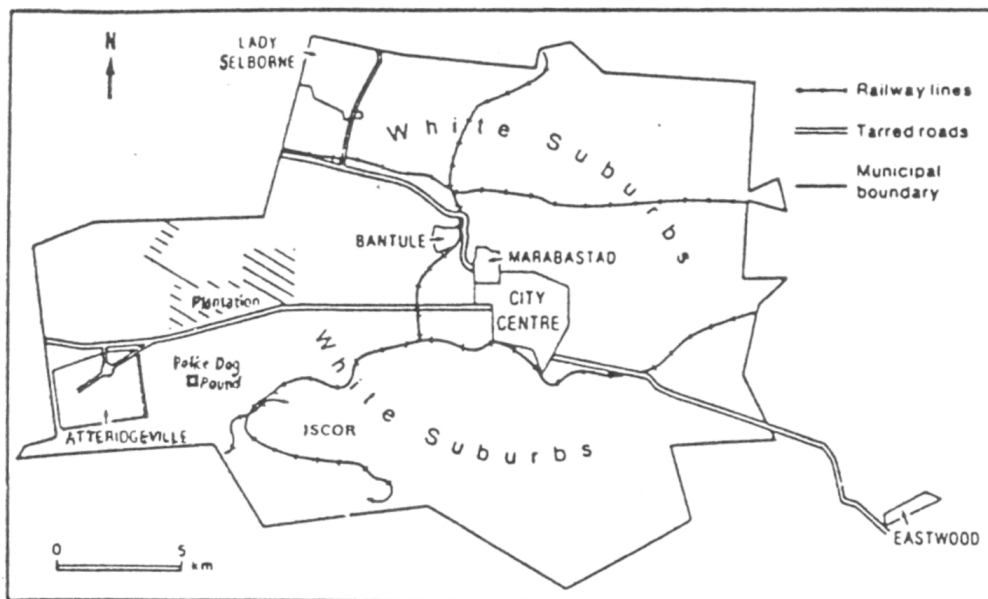 N
LADY
SELBORNE
Railway lines
Tarred roads
Municipal
boundary
White Suburbs
BANTULE
MARABASTAD
CITY
CENTRE
Plantation
Police Dog
Pound
White Suburbs
ATTERIDGEVILLE
ISCOR
EASTWOOD
0 5
km